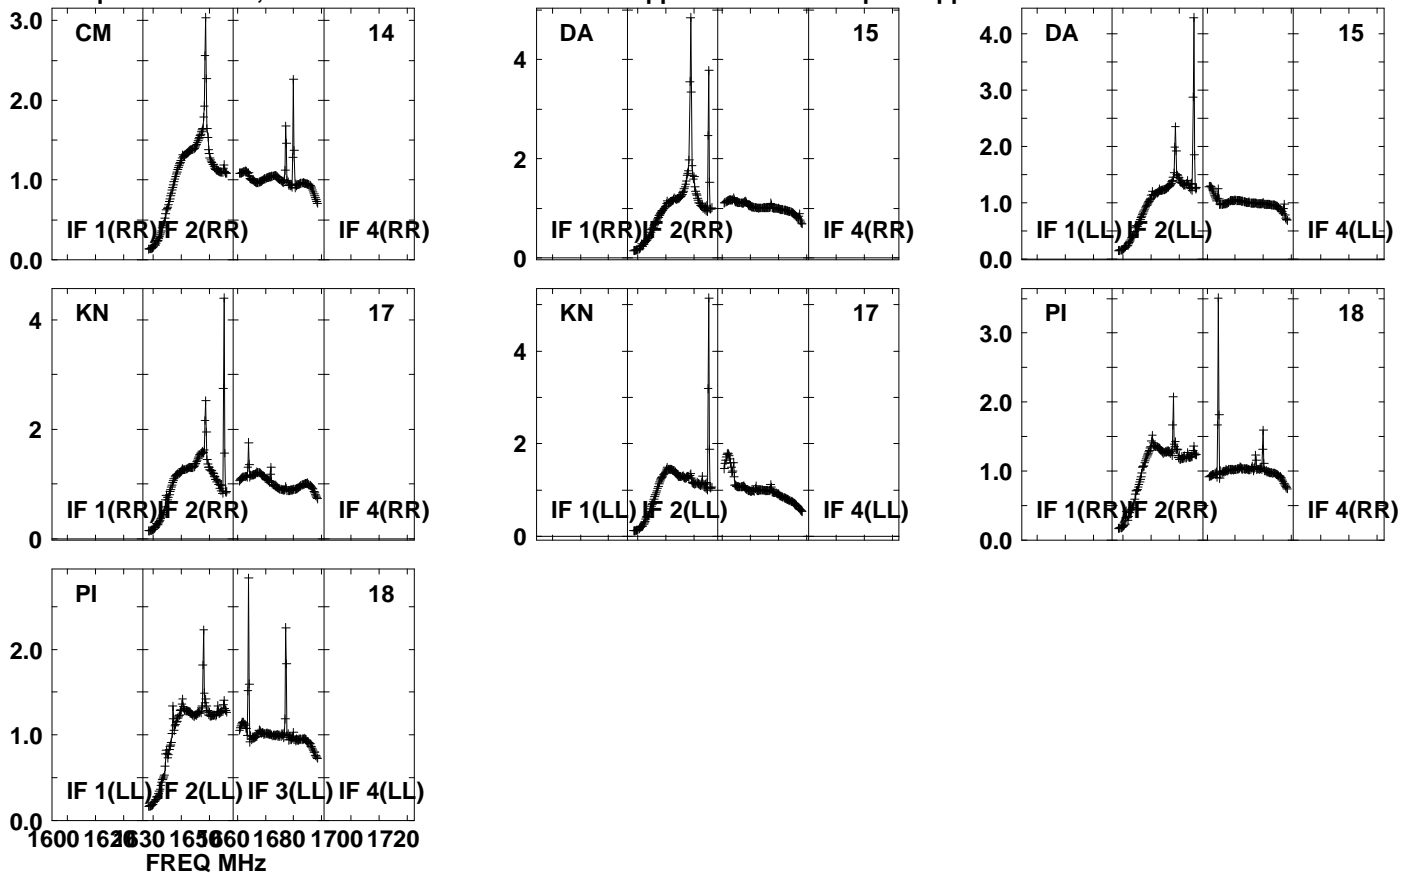 3.0 CM 14
2.0
1.0
IF 1(RR) IF 2(RR) IF 4(RR)
0.0
DA 15
4
2
IF 1(RR) IF 2(RR) IF 4(RR)
0
4.0 DA 15
3.0
2.0
1.0
IF 1(LL) IF 2(LL) IF 4(LL)
0.0
KN 17
4
2
IF 1(RR) IF 2(RR) IF 4(RR)
0
KN 17
4
2
IF 1(LL) IF 2(LL) IF 4(LL)
0
PI 18
3.0
2.0
1.0
IF 1(RR) IF 2(RR) IF 4(RR)
0.0
PI 18
2.0
1.0
IF 1(LL) IF 2(LL) IF 3(LL) IF 4(LL)
0.0
1600 1620 1630 1650 1660 1680 1700 1720
FREQ MHz